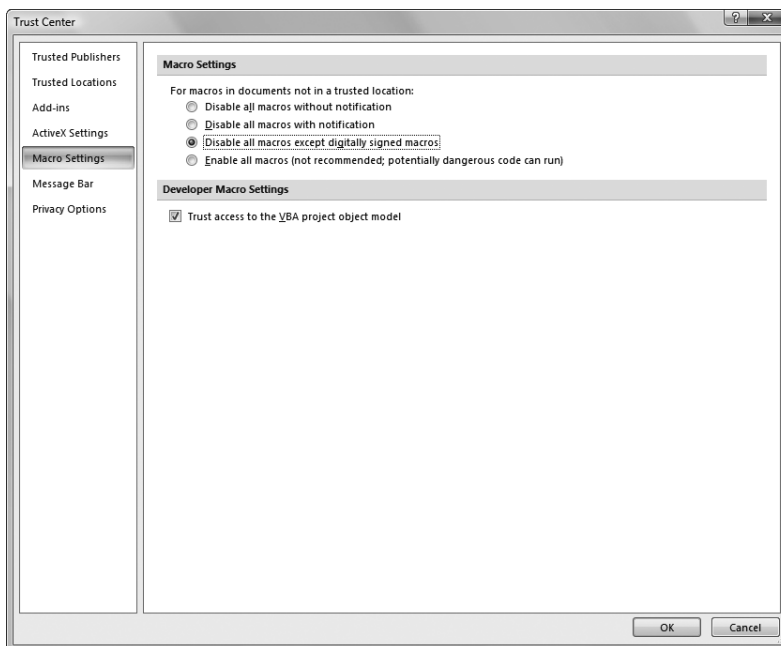 Trust Center
Trusted Publishers
Trusted Locations
Add-ins
ActiveX Settings
Macro Settings
Message Bar
Privacy Options
Macro Settings
For macros in documents not in a trusted location:
Disable all macros without notification
Disable all macros with notification
Disable all macros except digitally signed macros
Enable all macros (not recommended; potentially dangerous code can run)
Developer Macro Settings
Trust access to the VBA project object model
OK
Cancel